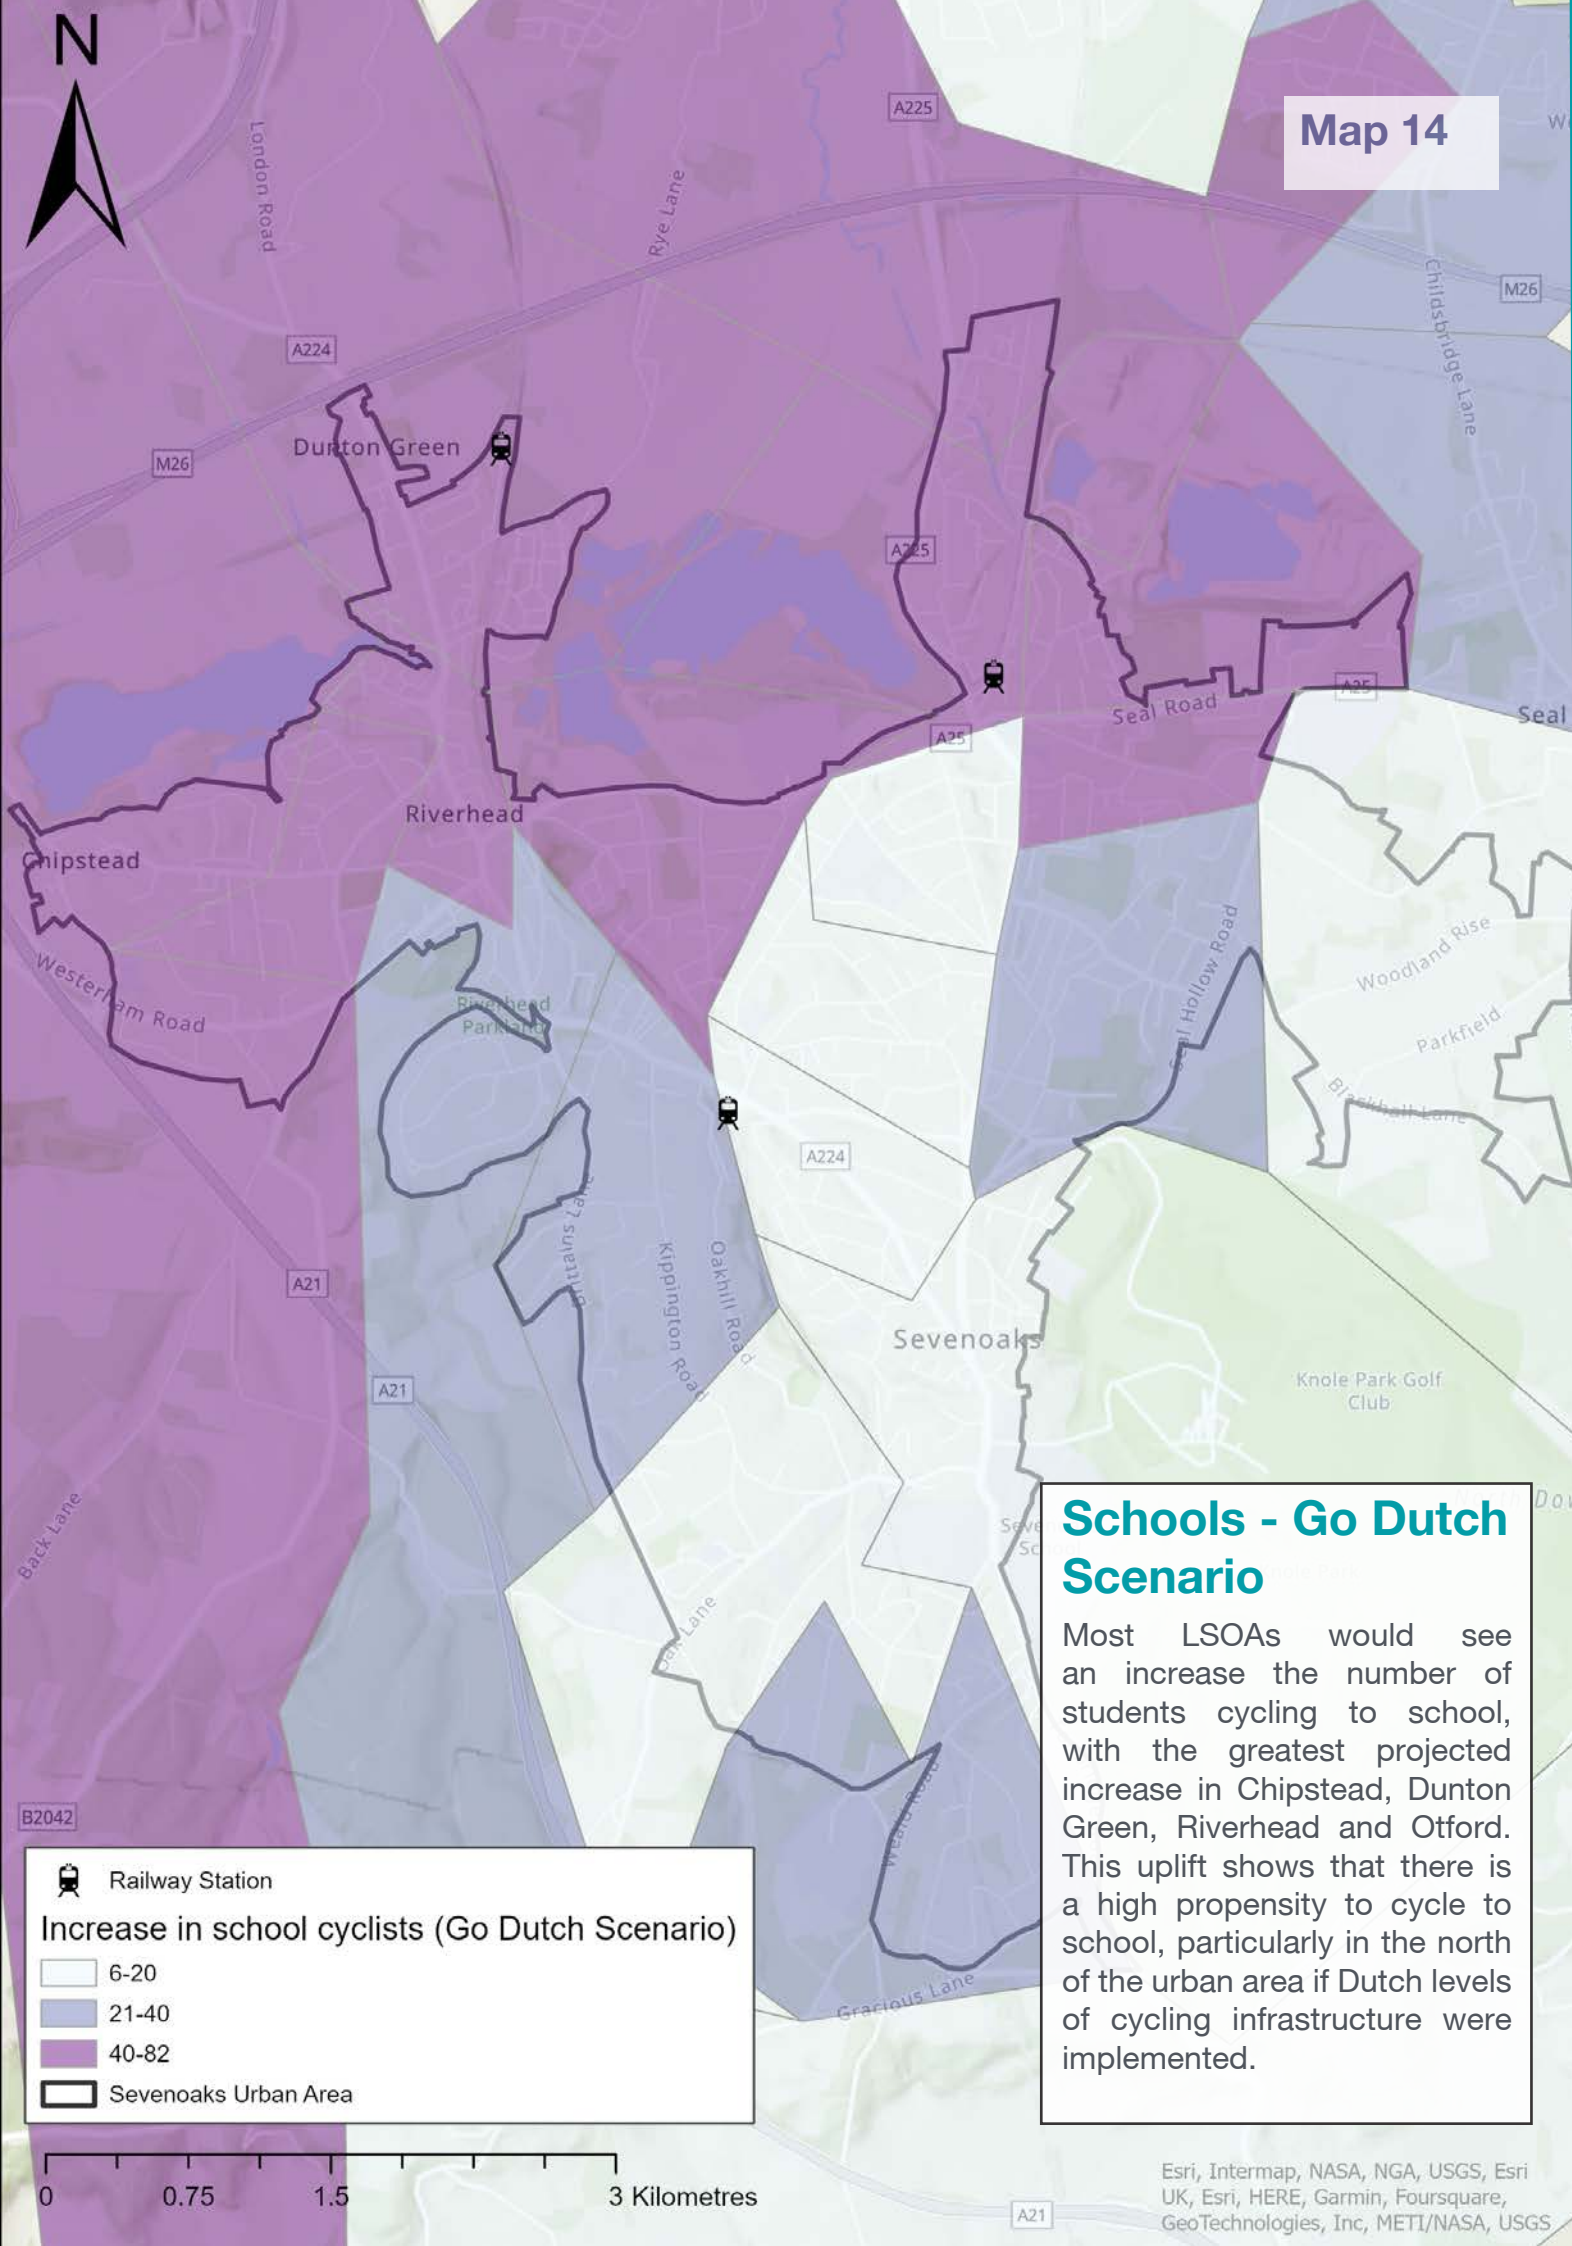 N
Map 14
A225
London Road
Rye Lane
M26
Childsbridge Lane
A224
Dunton Green
M26
A225
A25
Seal Road
Seal
A25
Riverhead
Chipstead
Westerham Road
Riverhead
Parkland
Seal Hollow Road
Woodland Rise
Parkfield
Blackhall Lane
A224
Brittains Lane
Kippington Road
Oakhill Road
A21
Sevenoaks
Knole Park Golf
Club
A21
Back Lane
Oak Lane
Weald Road
Gracious Lane
B2042
Schools - Go Dutch
Scenario
Most LSOAs would see
an increase the number of
students cycling to school,
with the greatest projected
increase in Chipstead, Dunton
Green, Riverhead and Otford.
This uplift shows that there is
a high propensity to cycle to
school, particularly in the north
of the urban area if Dutch levels
of cycling infrastructure were
implemented.
Railway Station
Increase in school cyclists (Go Dutch Scenario)
6-20
21-40
40-82
Sevenoaks Urban Area
0 0.75 1.5 3 Kilometres
A21
Esri, Intermap, NASA, NGA, USGS, Esri
UK, Esri, HERE, Garmin, Foursquare,
GeoTechnologies, Inc, METI/NASA, USGS